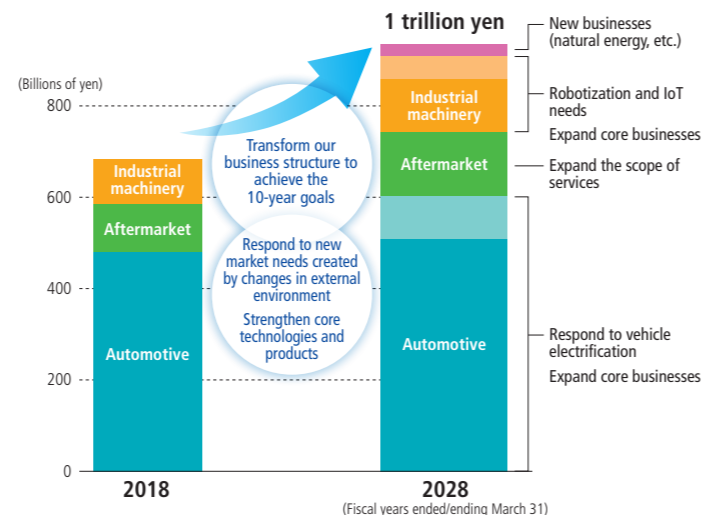 1 trillion yen
New businesses
(natural energy, etc.)
(Billions of yen)
800
600
400
200
0
Industrial
machinery
Aftermarket
Automotive
Transform our
business structure to
achieve the
10-year goals
Respond to new
market needs created
by changes in external
environment
Strengthen core
technologies and
products
Industrial
machinery
Aftermarket
Automotive
Robotization and IoT
needs
Expand core businesses
Expand the scope of
services
Respond to vehicle
electrification
Expand core businesses
2018
2028
(Fiscal years ended/ending March 31)